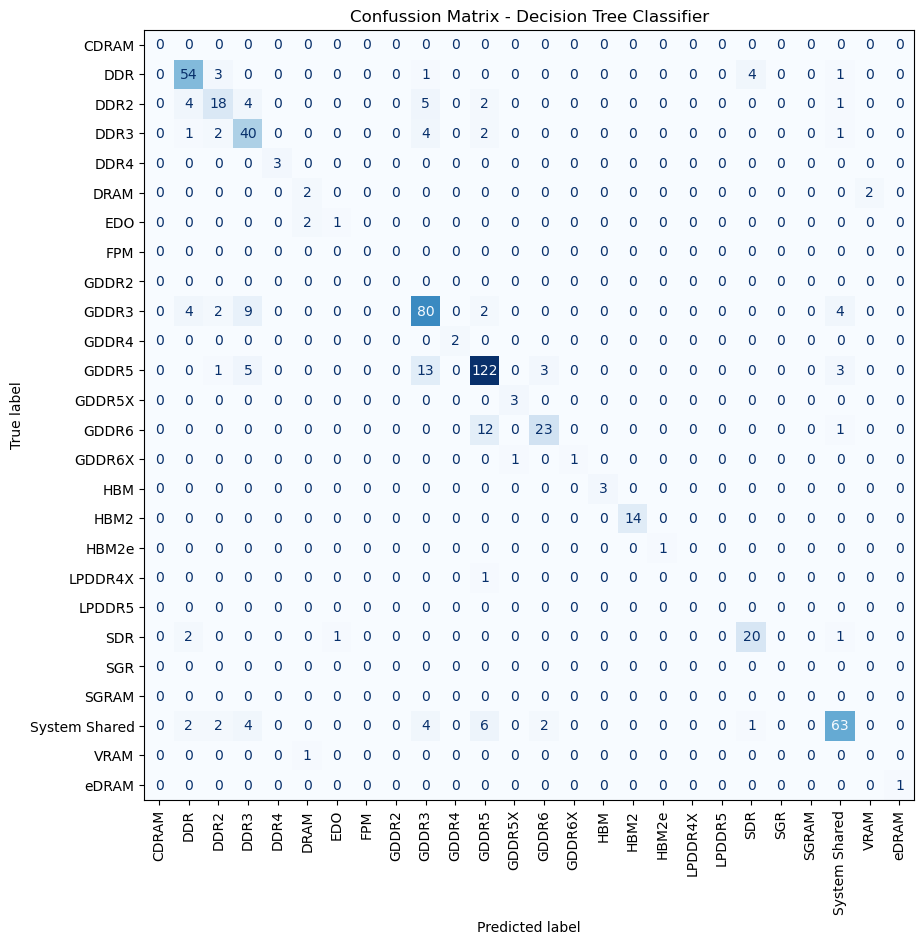 Confussion Matrix - Decision Tree Classifier
CDRAM 0 0 0 0 0 0 0 0 0 0 0 0 0 0 0 0 0 0 0 0 0 0 0 0 0 0
DDR 0 54 3 0 0 0 0 0 0 1 0 0 0 0 0 0 0 0 0 0 4 0 0 1 0 0
DDR2 0 4 18 4 0 0 0 0 0 5 0 2 0 0 0 0 0 0 0 0 0 0 0 1 0 0
DDR3 0 1 2 40 0 0 0 0 0 4 0 2 0 0 0 0 0 0 0 0 0 0 0 1 0 0
DDR4 0 0 0 0 3 0 0 0 0 0 0 0 0 0 0 0 0 0 0 0 0 0 0 0 0 0
DRAM 0 0 0 0 0 2 0 0 0 0 0 0 0 0 0 0 0 0 0 0 0 0 0 0 2 0
EDO 0 0 0 0 0 2 1 0 0 0 0 0 0 0 0 0 0 0 0 0 0 0 0 0 0 0
FPM 0 0 0 0 0 0 0 0 0 0 0 0 0 0 0 0 0 0 0 0 0 0 0 0 0 0
GDDR2 0 0 0 0 0 0 0 0 0 0 0 0 0 0 0 0 0 0 0 0 0 0 0 0 0 0
GDDR3 0 4 2 9 0 0 0 0 0 80 0 2 0 0 0 0 0 0 0 0 0 0 0 4 0 0
GDDR4 0 0 0 0 0 0 0 0 0 0 2 0 0 0 0 0 0 0 0 0 0 0 0 0 0 0
GDDR5 0 0 1 5 0 0 0 0 0 13 0 122 0 3 0 0 0 0 0 0 0 0 0 3 0 0
GDDR5X 0 0 0 0 0 0 0 0 0 0 0 0 3 0 0 0 0 0 0 0 0 0 0 0 0 0
GDDR6 0 0 0 0 0 0 0 0 0 0 0 12 0 23 0 0 0 0 0 0 0 0 0 1 0 0
GDDR6X 0 0 0 0 0 0 0 0 0 0 0 0 1 0 1 0 0 0 0 0 0 0 0 0 0 0
HBM 0 0 0 0 0 0 0 0 0 0 0 0 0 0 0 3 0 0 0 0 0 0 0 0 0 0
HBM2 0 0 0 0 0 0 0 0 0 0 0 0 0 0 0 0 14 0 0 0 0 0 0 0 0 0
HBM2e 0 0 0 0 0 0 0 0 0 0 0 0 0 0 0 0 0 1 0 0 0 0 0 0 0 0
LPDDR4X 0 0 0 0 0 0 0 0 0 0 0 1 0 0 0 0 0 0 0 0 0 0 0 0 0 0
LPDDR5 0 0 0 0 0 0 0 0 0 0 0 0 0 0 0 0 0 0 0 0 0 0 0 0 0 0
SDR 0 2 0 0 0 0 1 0 0 0 0 0 0 0 0 0 0 0 0 0 20 0 0 1 0 0
SGR 0 0 0 0 0 0 0 0 0 0 0 0 0 0 0 0 0 0 0 0 0 0 0 0 0 0
SGRAM 0 0 0 0 0 0 0 0 0 0 0 0 0 0 0 0 0 0 0 0 0 0 0 0 0 0
System Shared 0 2 2 4 0 0 0 0 0 4 0 6 0 2 0 0 0 0 0 0 1 0 0 63 0 0
VRAM 0 0 0 0 0 1 0 0 0 0 0 0 0 0 0 0 0 0 0 0 0 0 0 0 0 0
eDRAM 0 0 0 0 0 0 0 0 0 0 0 0 0 0 0 0 0 0 0 0 0 0 0 0 0 1
True label
CDRAM DDR DDR2 DDR3 DDR4 DRAM EDO FPM GDDR2 GDDR3 GDDR4 GDDR5 GDDR5X GDDR6 GDDR6X HBM HBM2 HBM2e LPDDR4X LPDDR5 SDR SGR SGRAM System Shared VRAM eDRAM
Predicted label